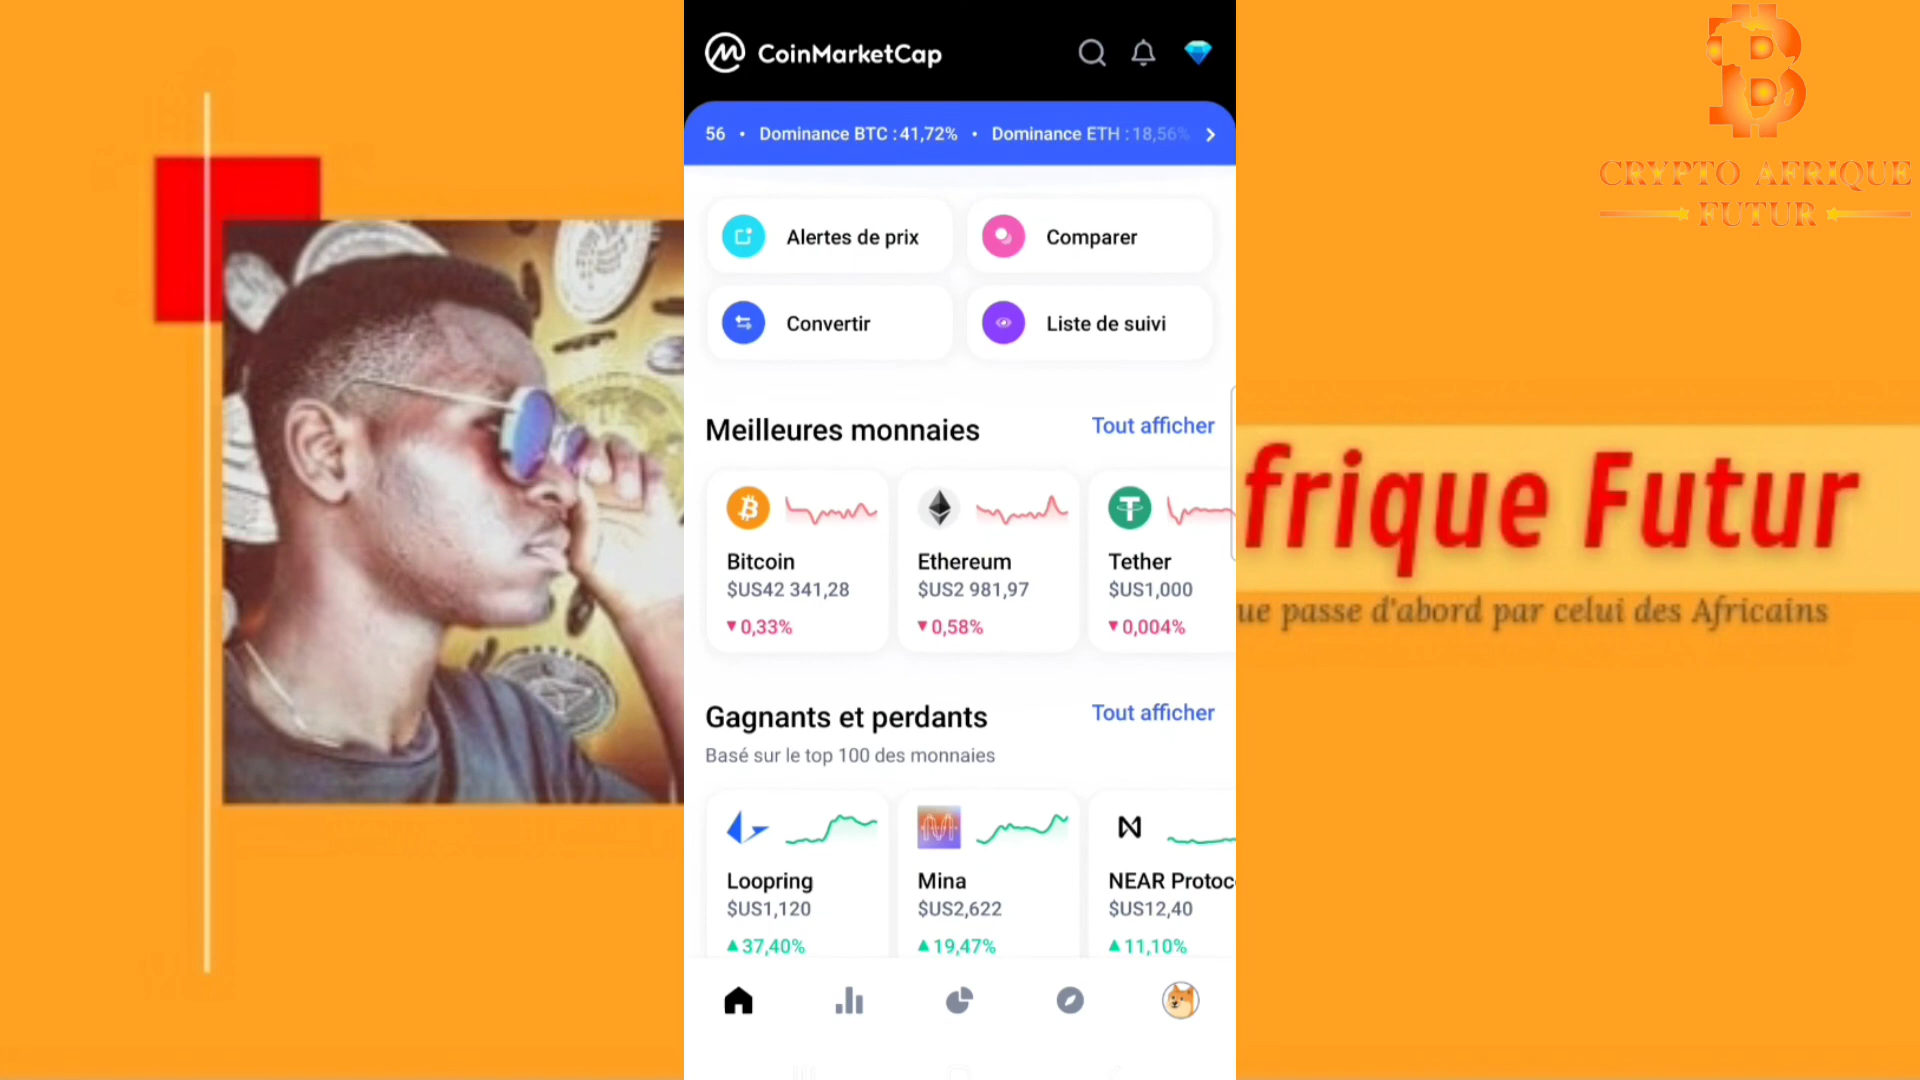 CoinMarketCap
56 • Dominance BTC : 41,72% • Dominance ETH : 18,56%
Alertes de prix
Comparer
Convertir
Liste de suivi
Meilleures monnaies
Tout afficher
Bitcoin
$US42 341,28
▼0,33%
Ethereum
$US2 981,97
▼0,58%
Tether
$US1,000
▼0,004%
Gagnants et perdants
Tout afficher
Basé sur le top 100 des monnaies
Loopring
$US1,120
▲37,40%
Mina
$US2,622
▲19,47%
NEAR Protoc
$US12,40
▲11,10%
CRYPTO AFRIQUE
FUTUR
frique Futur
ue passe d'abord par celui des Africains